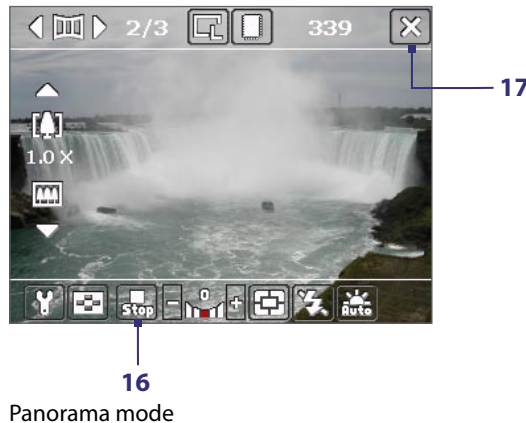 2/3 339
17
1.0 X
0
Stop - + Auto
16
Panorama mode